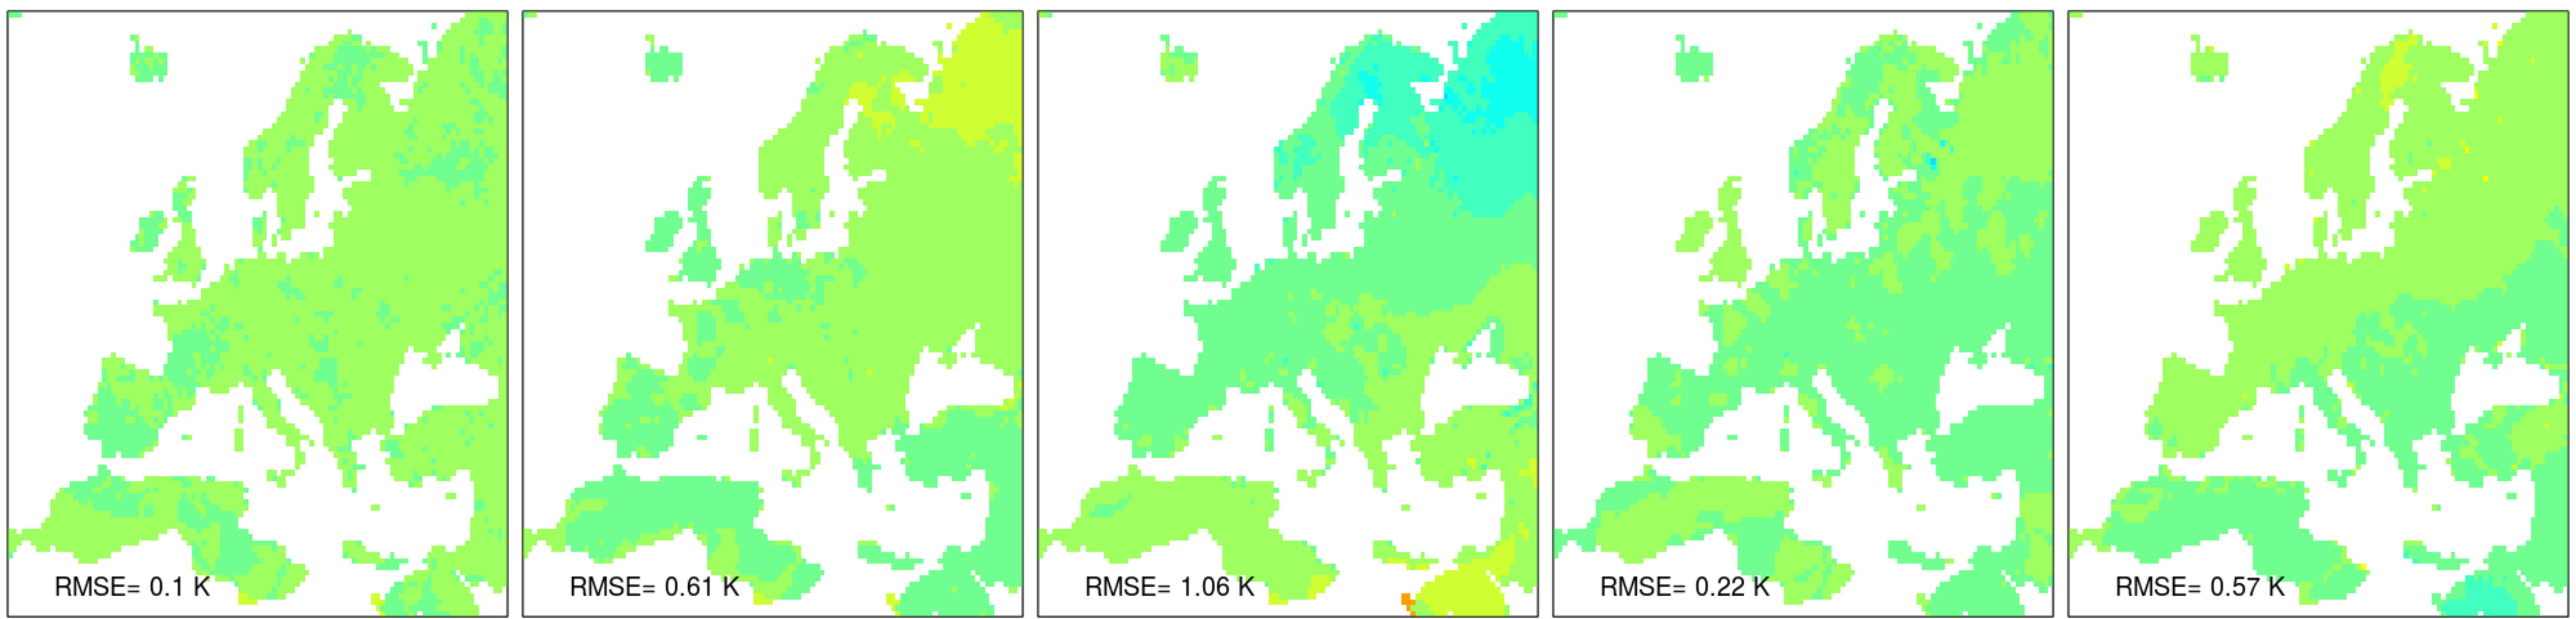 RMSE= 0.1 K
RMSE= 0.61 K
RMSE= 1.06 K
RMSE= 0.22 K
RMSE= 0.57 K